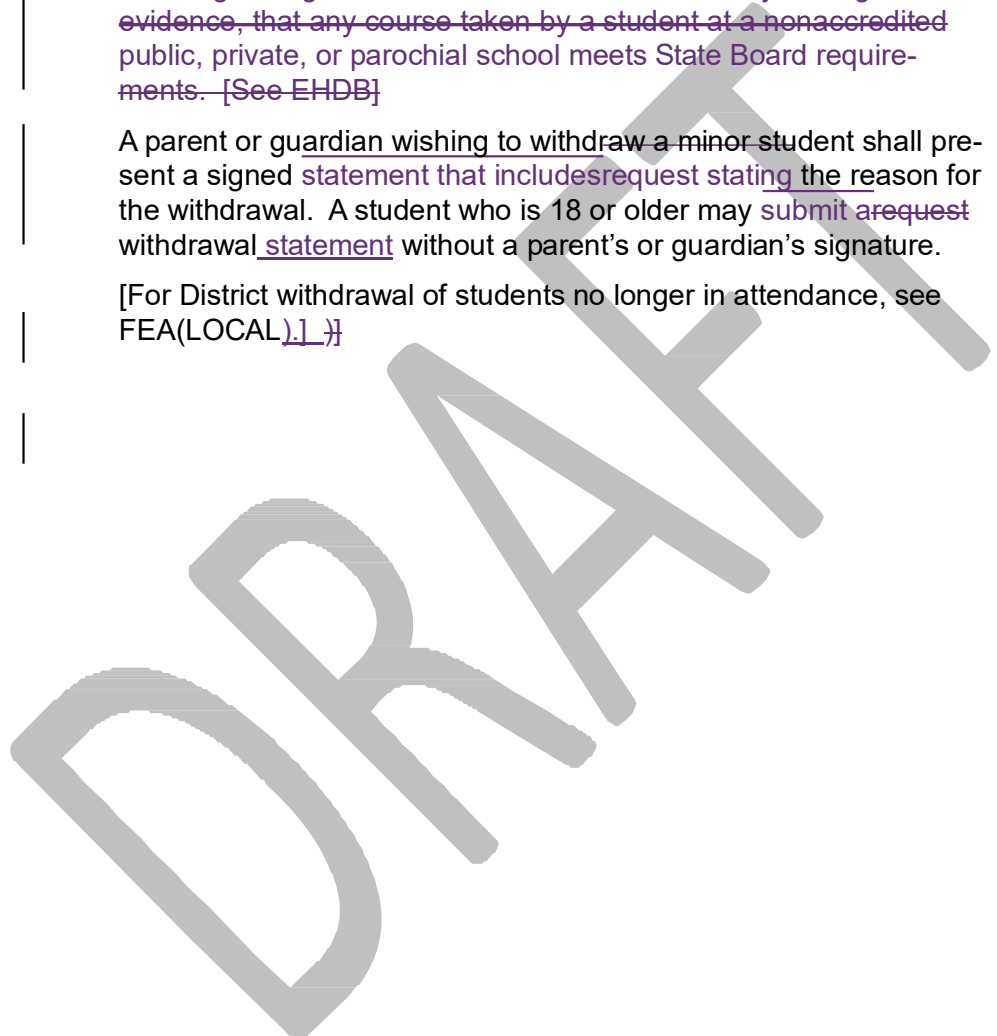 evidence, that any course taken by a student at a nonaccredited
public, private, or parochial school meets State Board require-
ments. [See EHDB]
A parent or guardian wishing to withdraw a minor student shall pre-
sent a signed statement that includesrequest stating the reason for
the withdrawal. A student who is 18 or older may submit arequest
withdrawal statement without a parent’s or guardian’s signature.
[For District withdrawal of students no longer in attendance, see
FEA(LOCAL).] )]
DRAFT